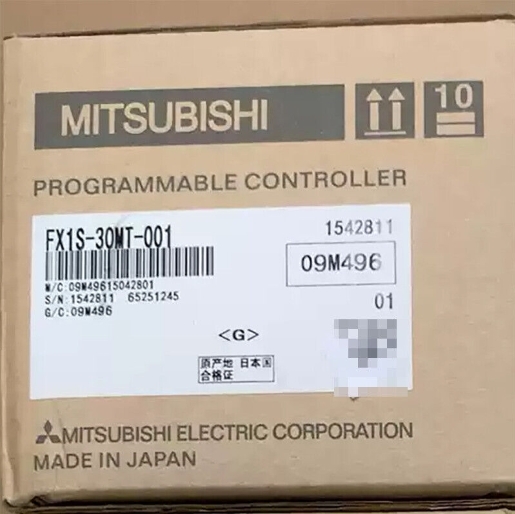 MITSUBISHI
10
PROGRAMMABLE CONTROLLER
FX1S-30MT-001
1542811
M/C:09M49615042801
S/N:1542811 65251245
G/C:09M496
09M496
01
<G>
原产地 日本国
合格证
MITSUBISHI ELECTRIC CORPORATION
MADE IN JAPAN